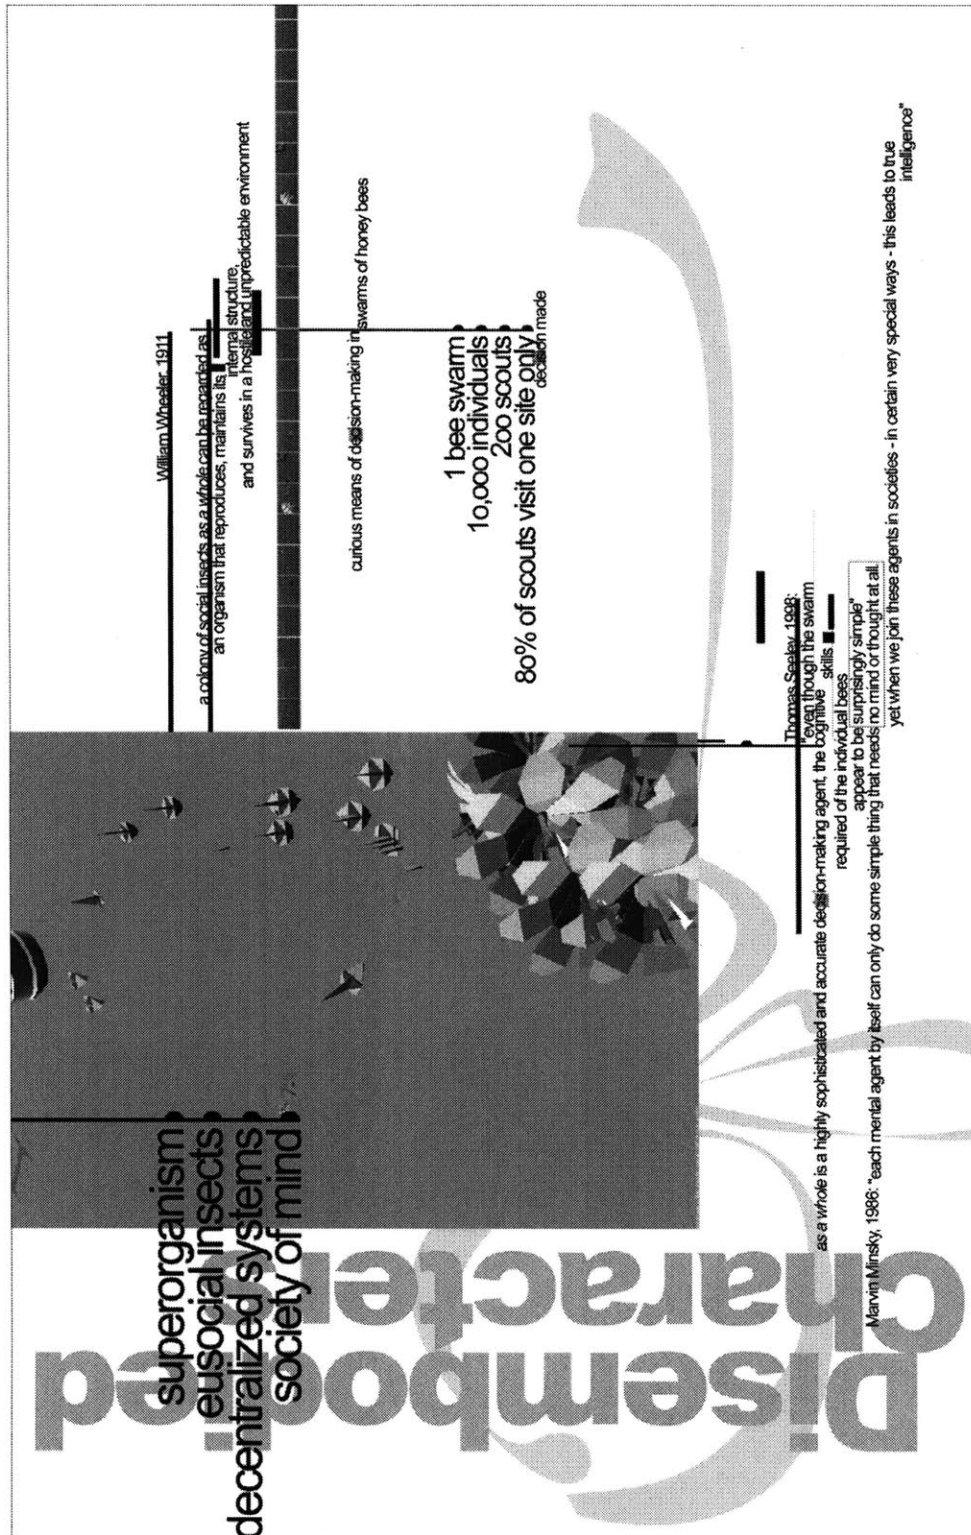 Disembodied
Characters
superorganism
eusocial insects
decentralized systems
society of mind
William Wheeler, 1911
a colony of social insects as a whole can be regarded as
an organism that reproduces, maintains its
internal structure,
and survives in a hostile and unpredictable environment
curious means of decision-making in
swarms of honey bees
1 bee swarm
10,000 individuals
200 scouts
80% of scouts visit one site only
decision made
Thomas Seeley, 1998:
"even though the swarm
as a whole is a highly sophisticated and accurate decision-making agent, the cognitive
skills
required of the individual bees
appear to be surprisingly simple"
Marvin Minsky, 1986: "each mental agent by itself can only do some simple thing that needs no mind or thought at all.
yet when we join these agents in societies - in certain very special ways - this leads to true
intelligence"